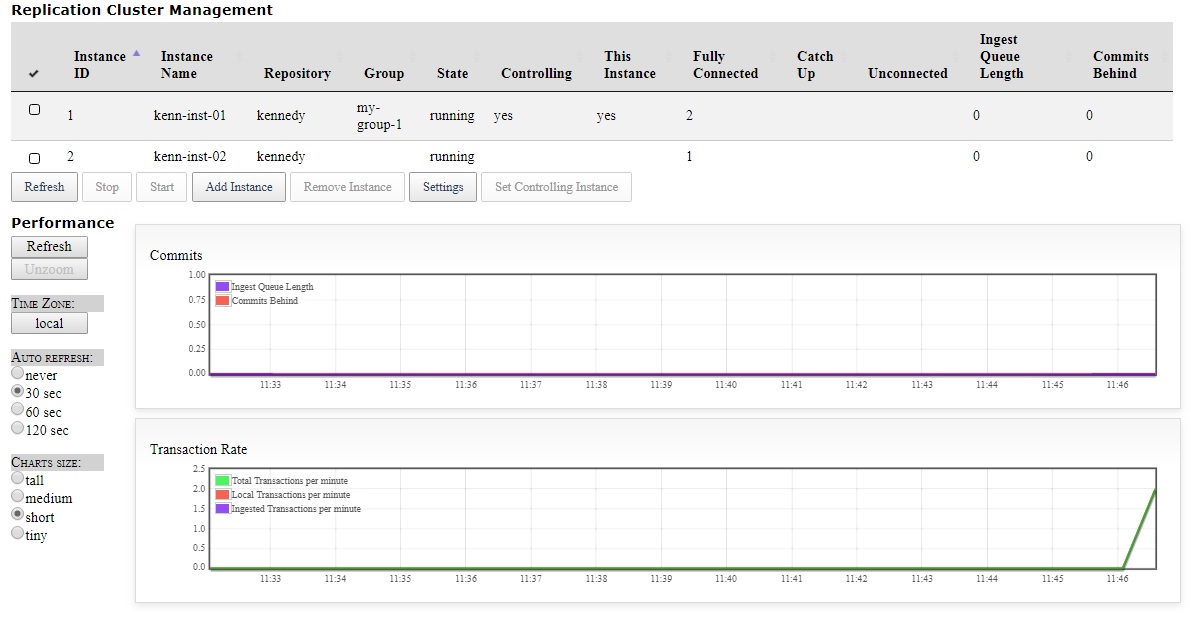 Replication Cluster Management
Instance ID Instance Name Repository Group State Controlling This Instance Fully Connected Catch Up Unconnected Ingest Queue Length Commits Behind
1 kenn-inst-01 kennedy my-group-1 running yes yes 2 0 0
2 kenn-inst-02 kennedy running 1 0 0
Refresh Stop Start Add Instance Remove Instance Settings Set Controlling Instance
Performance
Refresh
Unzoom
Time Zone:
local
Auto refresh:
never
30 sec
60 sec
120 sec
Charts size:
tall
medium
short
tiny
Commits
1.00
0.75
0.50
0.25
0.00
Ingest Queue Length
Commits Behind
11:33 11:34 11:35 11:36 11:37 11:38 11:39 11:40 11:41 11:42 11:43 11:44 11:45 11:46
Transaction Rate
2.5
2.0
1.5
1.0
0.5
0.0
Total Transactions per minute
Local Transactions per minute
Ingested Transactions per minute
11:33 11:34 11:35 11:36 11:37 11:38 11:39 11:40 11:41 11:42 11:43 11:44 11:45 11:46